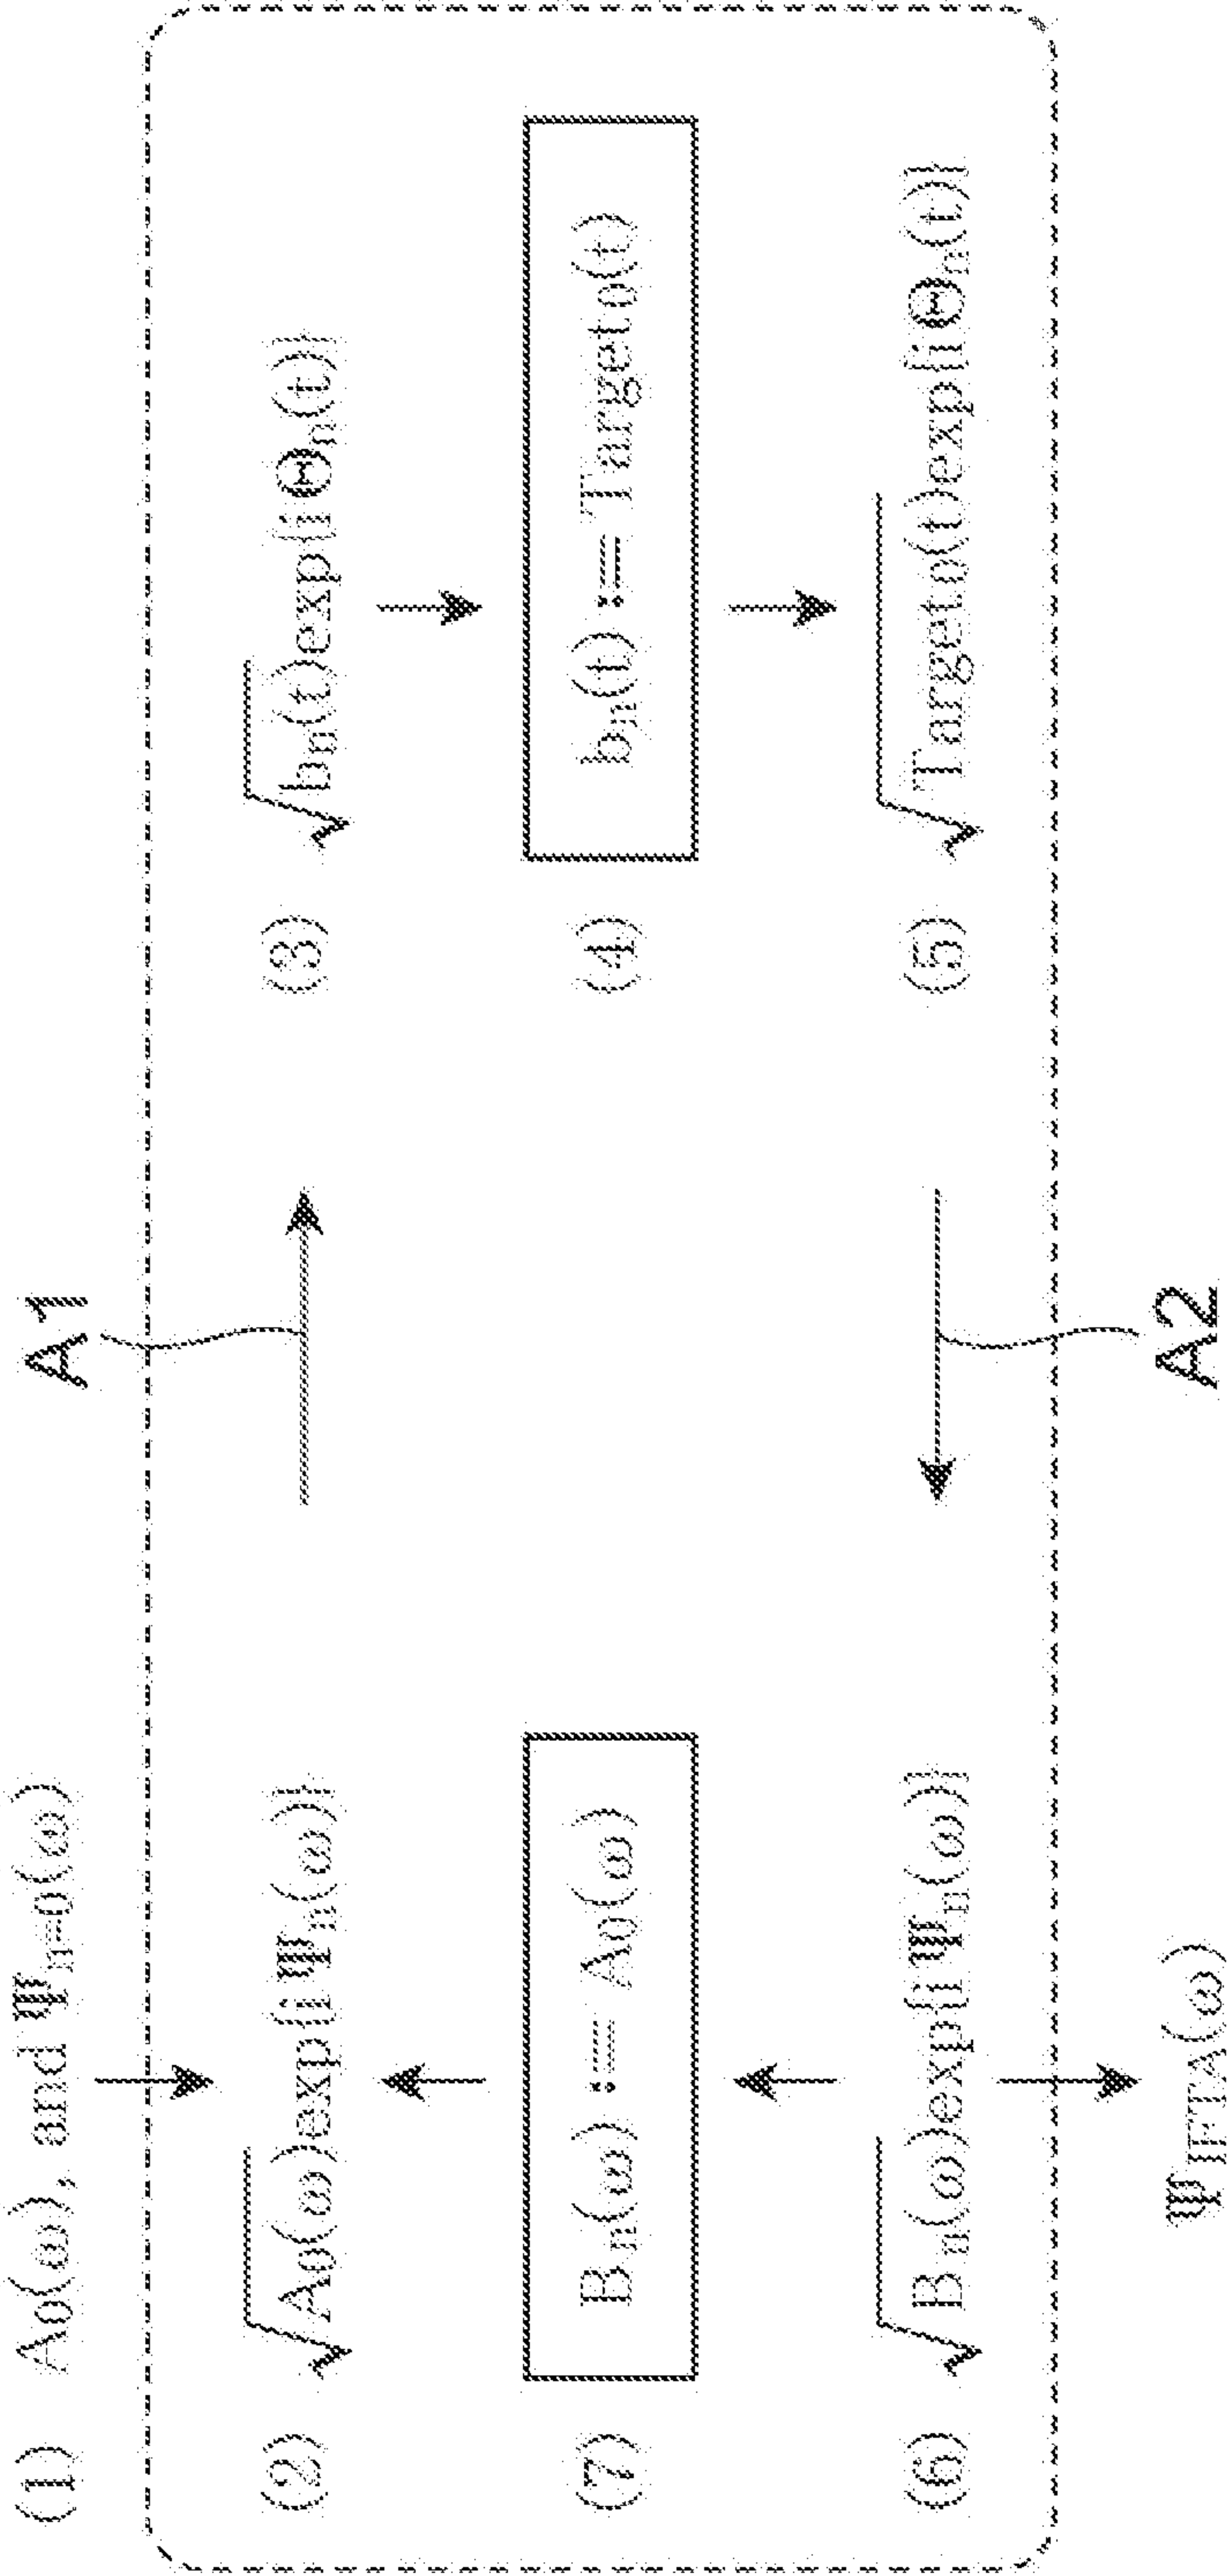 (1) A₀(ω), and Ψₙ₌₀(ω)
A1
(2) √A₀(ω)exp{iΨₙ(ω)}
(3) √bₙ(t)exp{iΘₙ(t)}
(7) Bₙ(ω) := A₀(ω)
(4) bₙ(t) := Target₀(t)
(6) √Bₙ(ω)exp{iΨₙ(ω)}
(5) √Target₀(t)exp{iΘₙ(t)}
A2
Ψ_IFTA(ω)